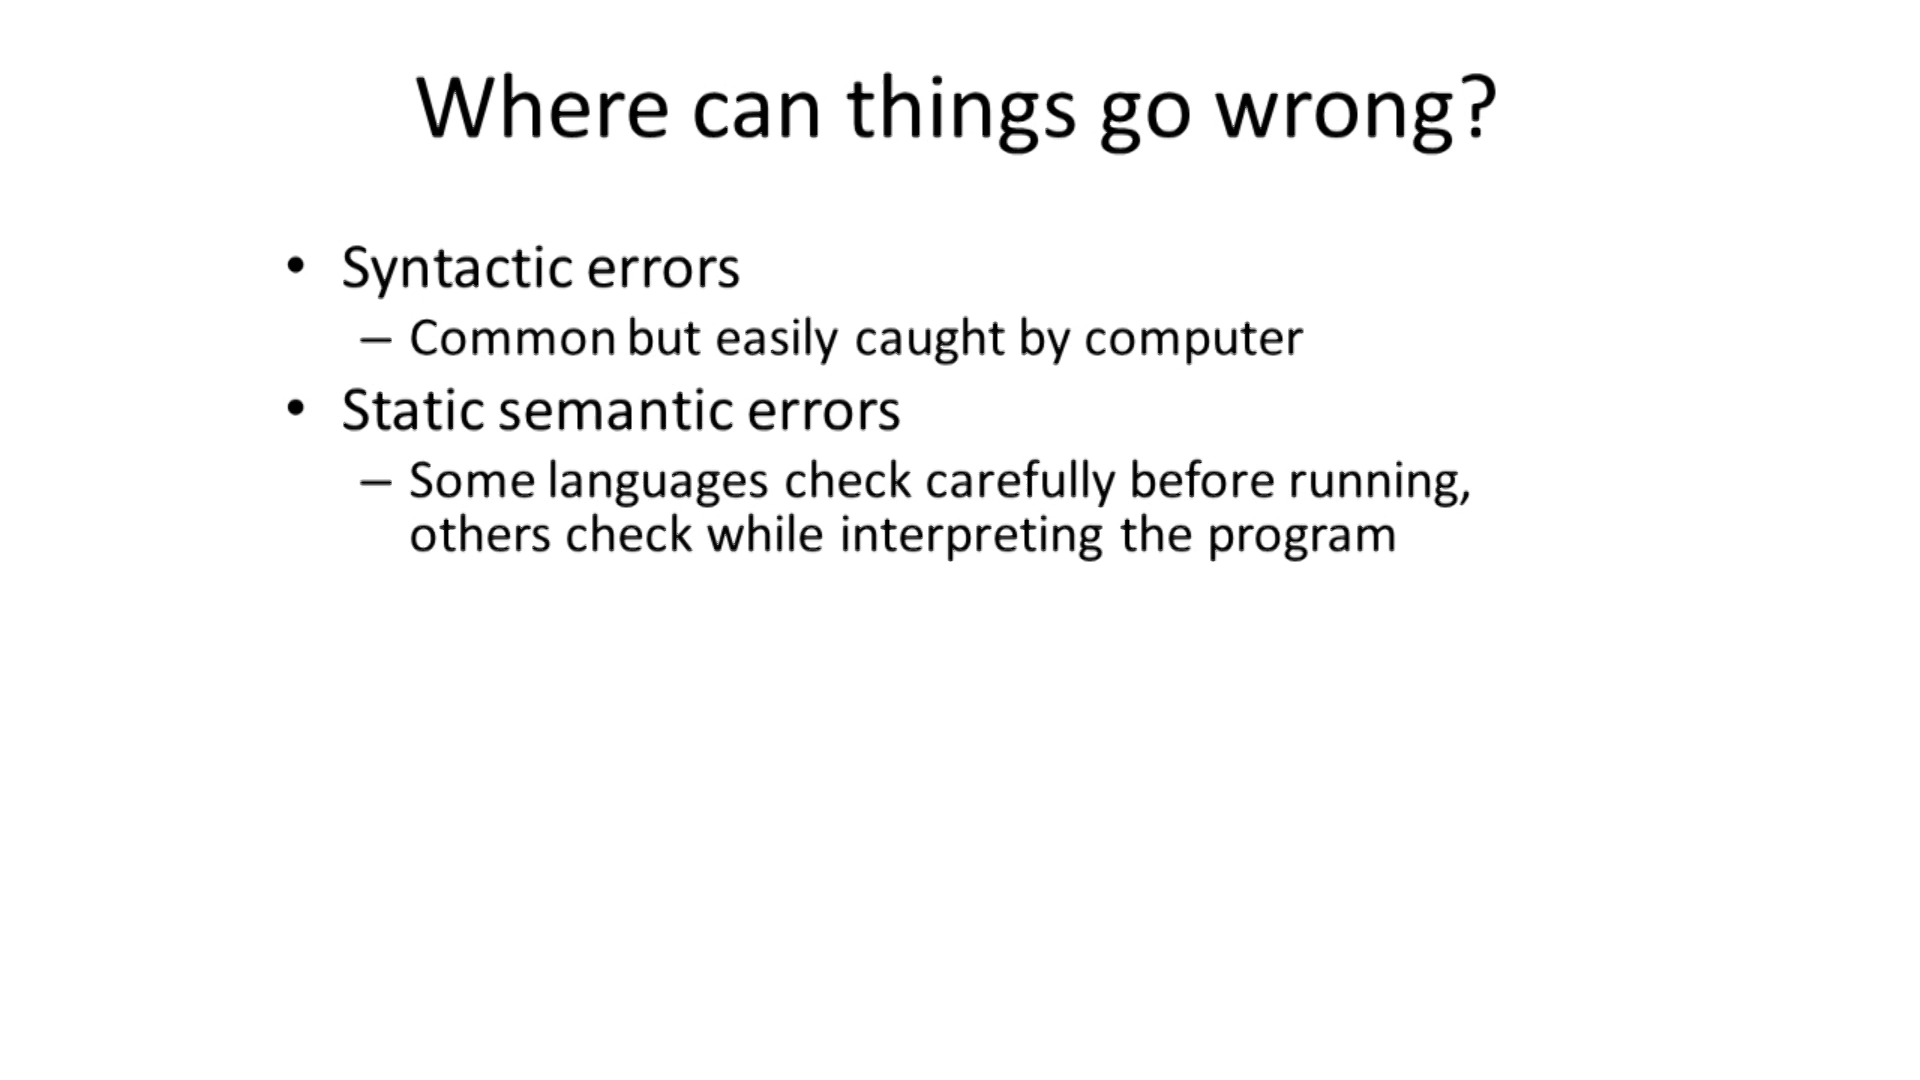 Where can things go wrong?
• Syntactic errors
– Common but easily caught by computer
• Static semantic errors
– Some languages check carefully before running,
others check while interpreting the program